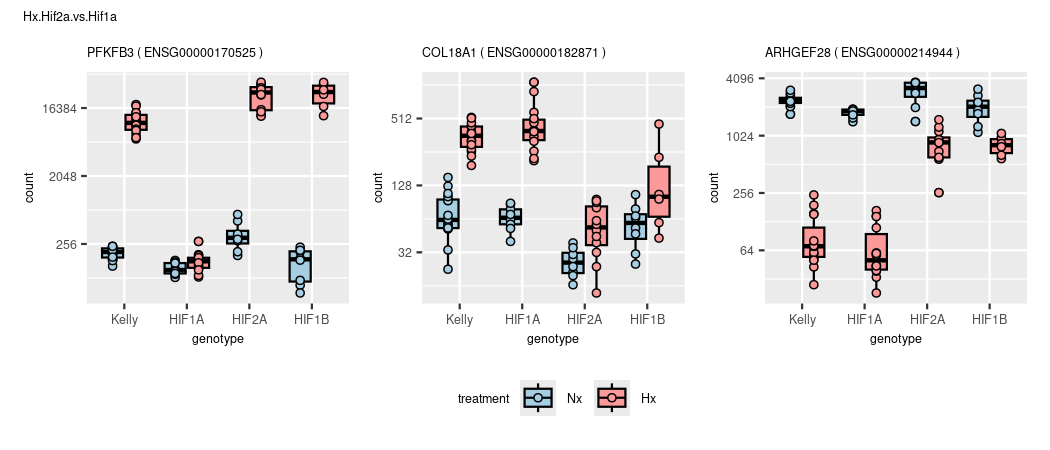 Hx.Hif2a.vs.Hif1a
PFKFB3 ( ENSG00000170525 )
COL18A1 ( ENSG00000182871 )
ARHGEF28 ( ENSG00000214944 )
count
16384
2048
256
Kelly HIF1A HIF2A HIF1B
genotype
count
512
128
32
Kelly HIF1A HIF2A HIF1B
genotype
count
4096
1024
256
64
Kelly HIF1A HIF2A HIF1B
genotype
treatment Nx Hx